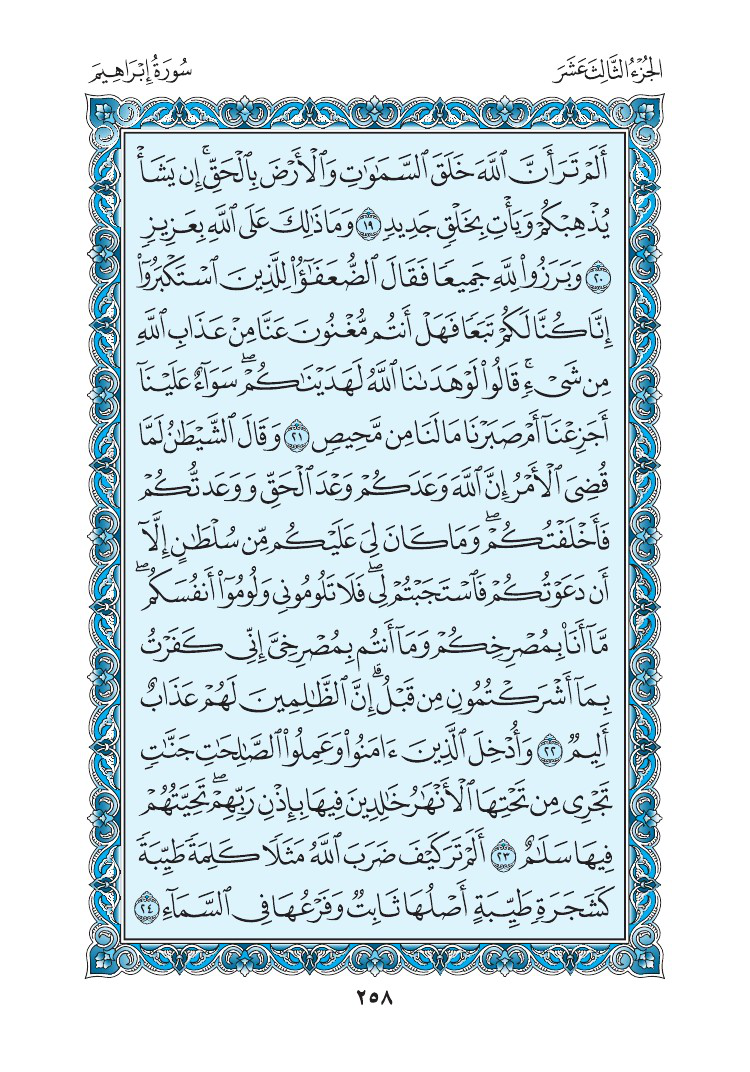 الجُزْءُ الثَّالِثَ عَشَرَ
سُورَةُ إِبْرَاهِيمَ
أَلَمْ تَرَ أَنَّ ٱللَّهَ خَلَقَ ٱلسَّمَٰوَٰتِ وَٱلْأَرْضَ بِٱلْحَقِّۚ إِن يَشَأْ
يُذْهِبْكُمْ وَيَأْتِ بِخَلْقٍ جَدِيدٍ ١٩ وَمَا ذَٰلِكَ عَلَى ٱللَّهِ بِعَزِيزٍ
٢٠ وَبَرَزُوا۟ لِلَّهِ جَمِيعًا فَقَالَ ٱلضُّعَفَٰٓؤُا۟ لِلَّذِينَ ٱسْتَكْبَرُوٓا۟
إِنَّا كُنَّا لَكُمْ تَبَعًا فَهَلْ أَنتُم مُّغْنُونَ عَنَّا مِنْ عَذَابِ ٱللَّهِ
مِن شَىْءٍۚ قَالُوا۟ لَوْ هَدَىٰنَا ٱللَّهُ لَهَدَيْنَٰكُمْۖ سَوَآءٌ عَلَيْنَآ
أَجَزِعْنَآ أَمْ صَبَرْنَا مَا لَنَا مِن مَّحِيصٍ ٢١ وَقَالَ ٱلشَّيْطَٰنُ لَمَّا
قُضِىَ ٱلْأَمْرُ إِنَّ ٱللَّهَ وَعَدَكُمْ وَعْدَ ٱلْحَقِّ وَوَعَدتُّكُمْ
فَأَخْلَفْتُكُمْۖ وَمَا كَانَ لِىَ عَلَيْكُم مِّن سُلْطَٰنٍ إِلَّآ
أَن دَعَوْتُكُمْ فَٱسْتَجَبْتُمْ لِىۖ فَلَا تَلُومُونِى وَلُومُوٓا۟ أَنفُسَكُمۖ
مَّآ أَنَا۠ بِمُصْرِخِكُمْ وَمَآ أَنتُم بِمُصْرِخِىَّ إِنِّى كَفَرْتُ
بِمَآ أَشْرَكْتُمُونِ مِن قَبْلُۗ إِنَّ ٱلظَّٰلِمِينَ لَهُمْ عَذَابٌ
أَلِيمٌ ٢٢ وَأُدْخِلَ ٱلَّذِينَ ءَامَنُوا۟ وَعَمِلُوا۟ ٱلصَّٰلِحَٰتِ جَنَّٰتٍ
تَجْرِى مِن تَحْتِهَا ٱلْأَنْهَٰرُ خَٰلِدِينَ فِيهَا بِإِذْنِ رَبِّهِمْۖ تَحِيَّتُهُمْ
فِيهَا سَلَٰمٌ ٢٣ أَلَمْ تَرَ كَيْفَ ضَرَبَ ٱللَّهُ مَثَلًا كَلِمَةً طَيِّبَةً
كَشَجَرَةٍ طَيِّبَةٍ أَصْلُهَا ثَابِتٌ وَفَرْعُهَا فِى ٱلسَّمَآءِ ٢٤
٢٥٨